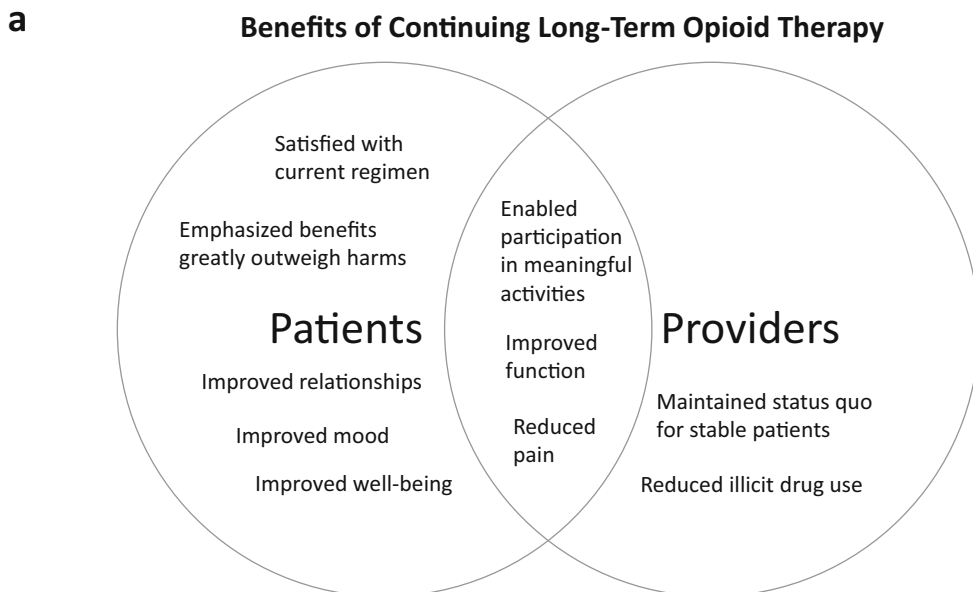 a
Benefits of Continuing Long-Term Opioid Therapy
Satisfied with
current regimen
Emphasized benefits
greatly outweigh harms
Patients
Improved relationships
Improved mood
Improved well-being
Enabled
participation
in meaningful
activities
Improved
function
Reduced
pain
Providers
Maintained status quo
for stable patients
Reduced illicit drug use